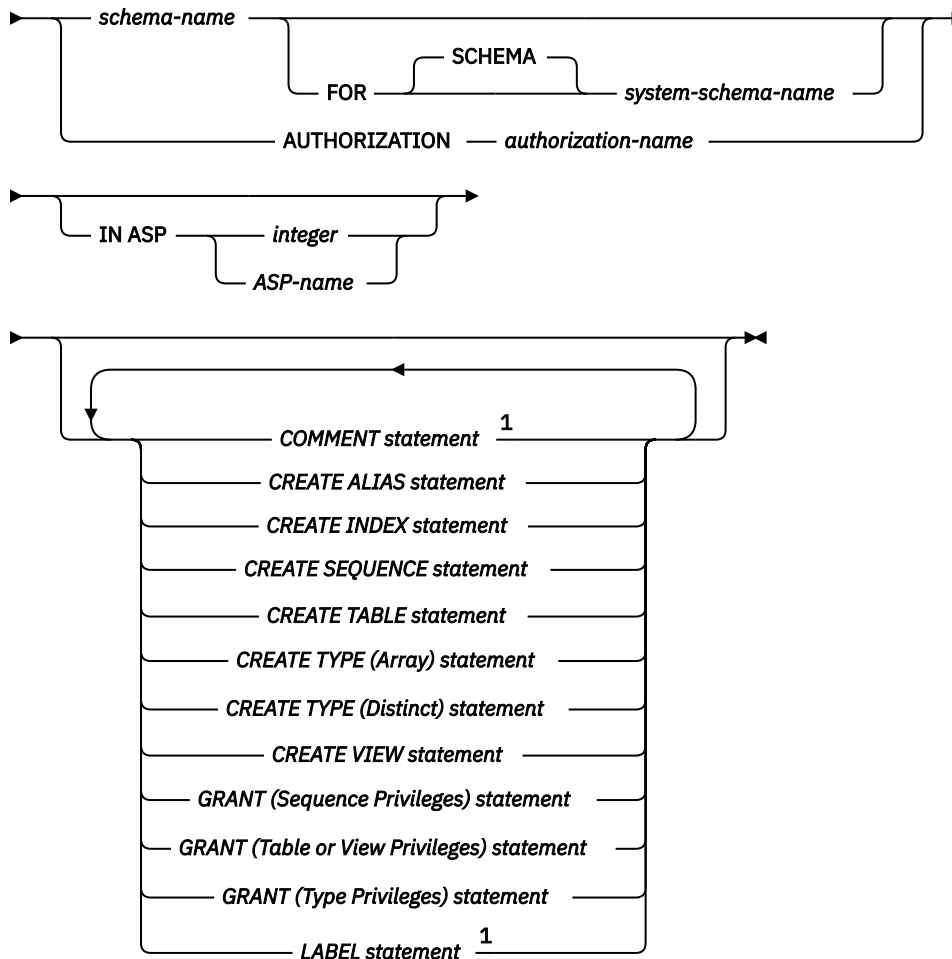 schema-name
SCHEMA
FOR system-schema-name
AUTHORIZATION authorization-name
IN ASP integer
ASP-name
COMMENT statement 1
CREATE ALIAS statement
CREATE INDEX statement
CREATE SEQUENCE statement
CREATE TABLE statement
CREATE TYPE (Array) statement
CREATE TYPE (Distinct) statement
CREATE VIEW statement
GRANT (Sequence Privileges) statement
GRANT (Table or View Privileges) statement
GRANT (Type Privileges) statement
LABEL statement 1